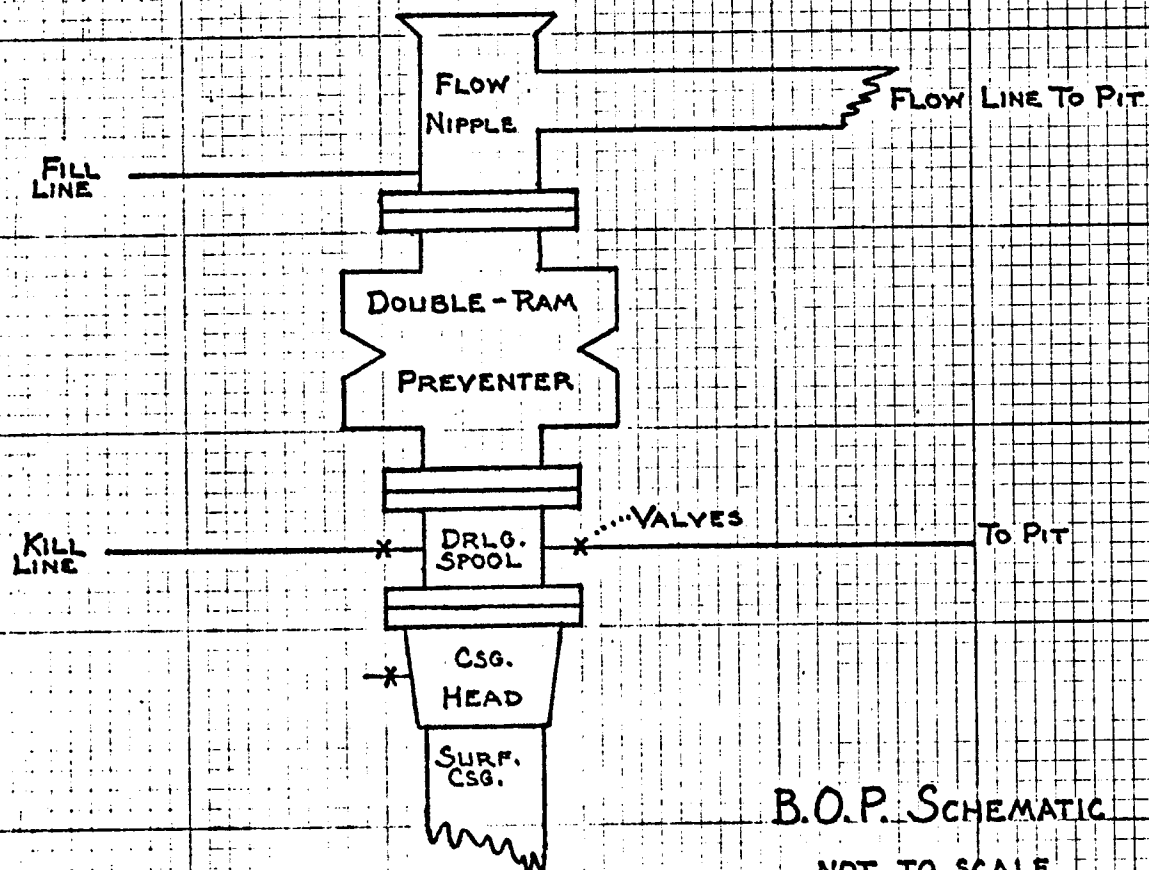 FLOW
NIPPLE
FLOW LINE TO PIT
FILL
LINE
DOUBLE-RAM
PREVENTER
VALVES
KILL
LINE
DRLG.
SPOOL
TO PIT
CSG.
HEAD
SURF.
CSG.
B.O.P. SCHEMATIC
NOT TO SCALE